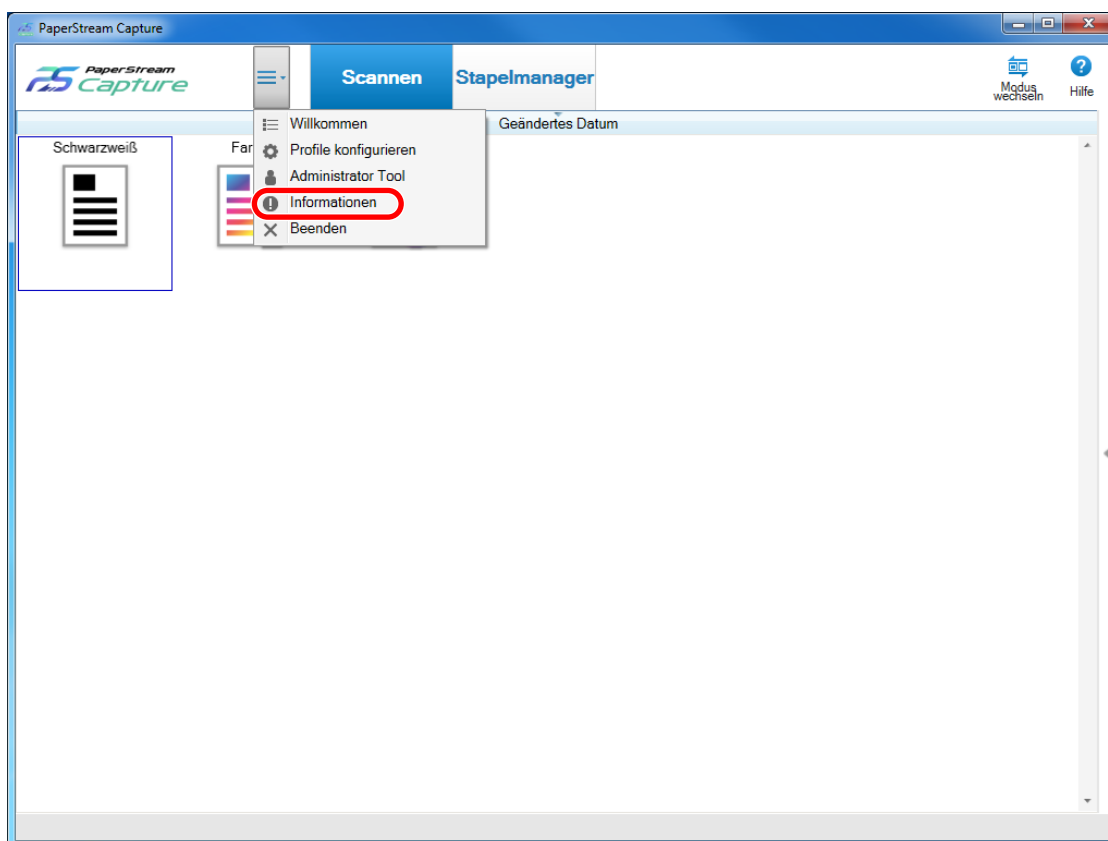 PaperStream Capture
PaperStream
Capture
Scannen
Stapelmanager
Modus wechseln
Hilfe
Geändertes Datum
Willkommen
Profile konfigurieren
Administrator Tool
Informationen
Beenden
Schwarzweiß
Far